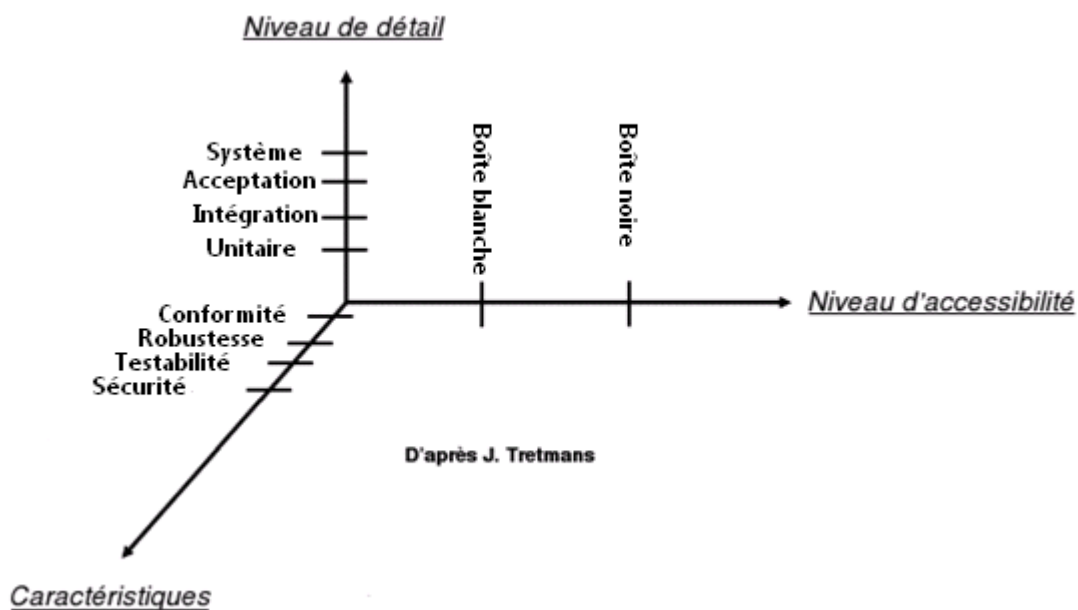 Niveau de détail
Système
Acceptation
Intégration
Unitaire
Boîte blanche
Boîte noire
Niveau d'accessibilité
Conformité
Robustesse
Testabilité
Sécurité
D'après J. Tretmans
Caractéristiques